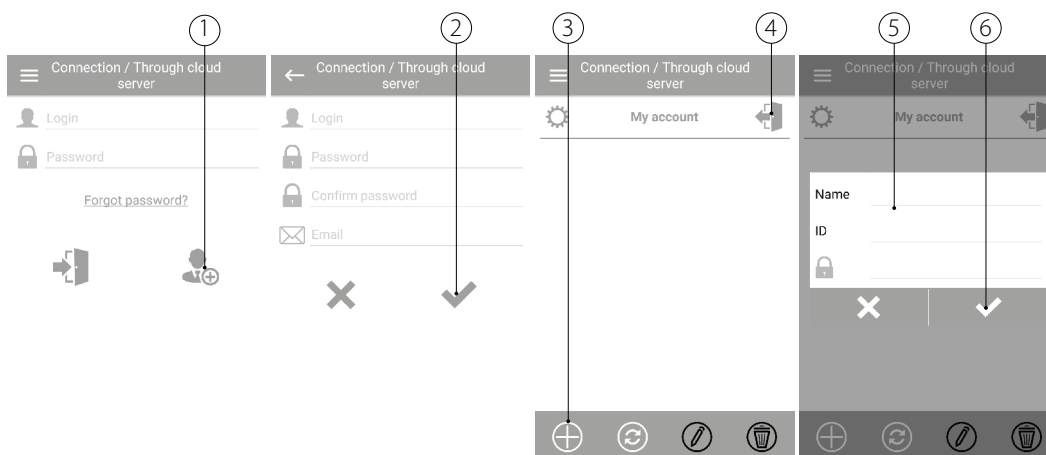 1
2
3
4
5
6
Connection / Through cloud
server
Login
Password
Forgot password?
Connection / Through cloud
server
Login
Password
Confirm password
Email
Connection / Through cloud
server
My account
Connection / Through cloud
server
My account
Name
ID